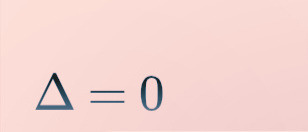 Δ = 0